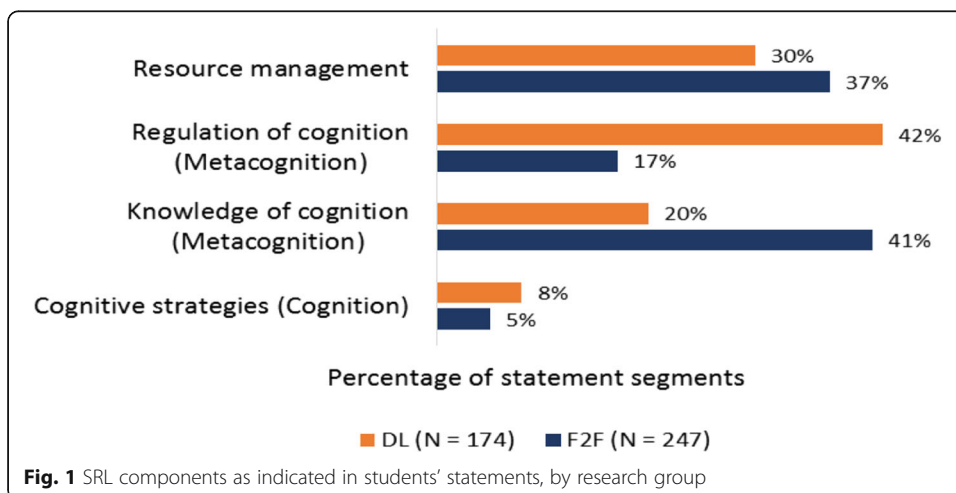 Resource management
30%
37%
Regulation of cognition
(Metacognition)
42%
17%
Knowledge of cognition
(Metacognition)
20%
41%
Cognitive strategies (Cognition)
8%
5%
Percentage of statement segments
DL (N = 174) F2F (N = 247)
Fig. 1 SRL components as indicated in students’ statements, by research group